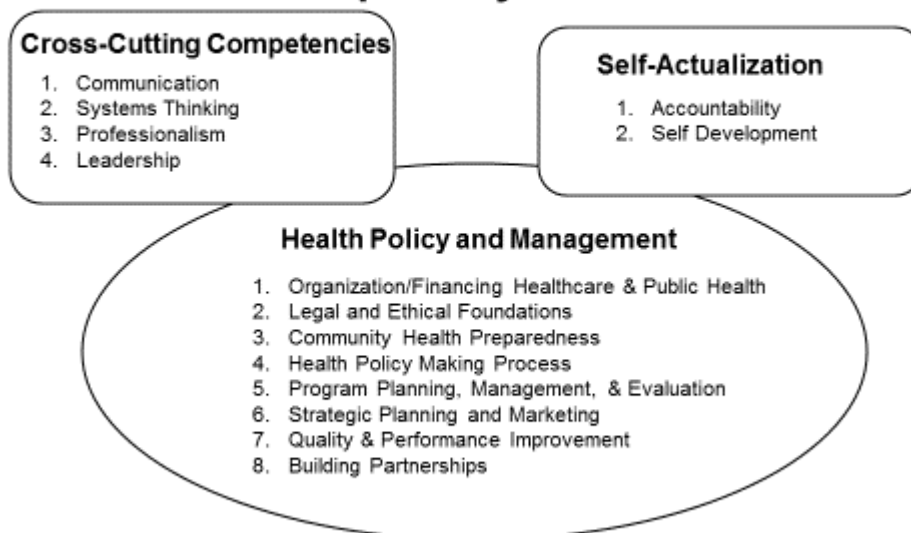 Cross-Cutting Competencies
1. Communication
2. Systems Thinking
3. Professionalism
4. Leadership
Self-Actualization
1. Accountability
2. Self Development
Health Policy and Management
1. Organization/Financing Healthcare & Public Health
2. Legal and Ethical Foundations
3. Community Health Preparedness
4. Health Policy Making Process
5. Program Planning, Management, & Evaluation
6. Strategic Planning and Marketing
7. Quality & Performance Improvement
8. Building Partnerships